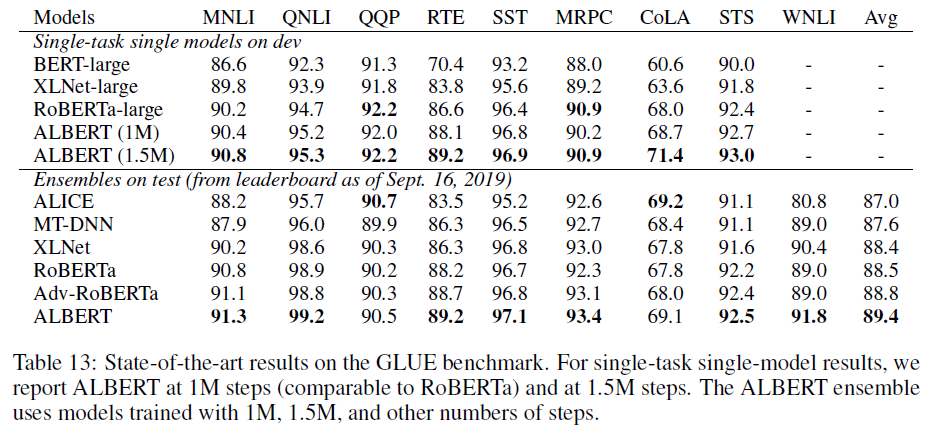 Models MNLI QNLI QQP RTE SST MRPC CoLA STS WNLI Avg
Single-task single models on dev
BERT-large 86.6 92.3 91.3 70.4 93.2 88.0 60.6 90.0 - -
XLNet-large 89.8 93.9 91.8 83.8 95.6 89.2 63.6 91.8 - -
RoBERTa-large 90.2 94.7 92.2 86.6 96.4 90.9 68.0 92.4 - -
ALBERT (1M) 90.4 95.2 92.0 88.1 96.8 90.2 68.7 92.7 - -
ALBERT (1.5M) 90.8 95.3 92.2 89.2 96.9 90.9 71.4 93.0 - -
Ensembles on test (from leaderboard as of Sept. 16, 2019)
ALICE 88.2 95.7 90.7 83.5 95.2 92.6 69.2 91.1 80.8 87.0
MT-DNN 87.9 96.0 89.9 86.3 96.5 92.7 68.4 91.1 89.0 87.6
XLNet 90.2 98.6 90.3 86.3 96.8 93.0 67.8 91.6 90.4 88.4
RoBERTa 90.8 98.9 90.2 88.2 96.7 92.3 67.8 92.2 89.0 88.5
Adv-RoBERTa 91.1 98.8 90.3 88.7 96.8 93.1 68.0 92.4 89.0 88.8
ALBERT 91.3 99.2 90.5 89.2 97.1 93.4 69.1 92.5 91.8 89.4
Table 13: State-of-the-art results on the GLUE benchmark. For single-task single-model results, we
report ALBERT at 1M steps (comparable to RoBERTa) and at 1.5M steps. The ALBERT ensemble
uses models trained with 1M, 1.5M, and other numbers of steps.